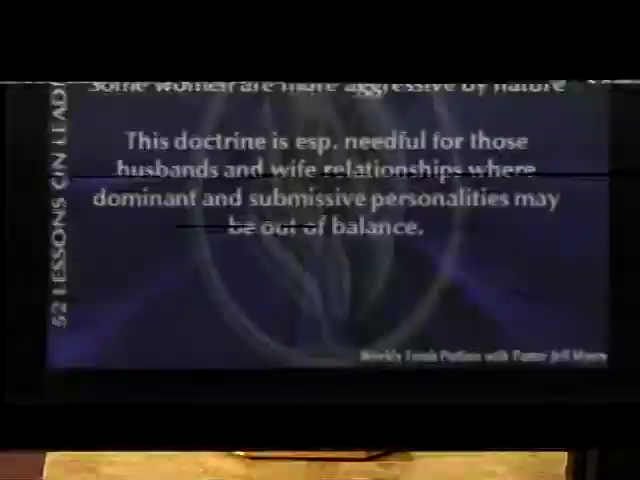 Some women are more aggressive by nature
This doctrine is esp. needful for those
husbands and wife relationships where
dominant and submissive personalities may
be out of balance.
52 LESSONS ON LEAD
Weekly Torah Portion with Pastor Jeff